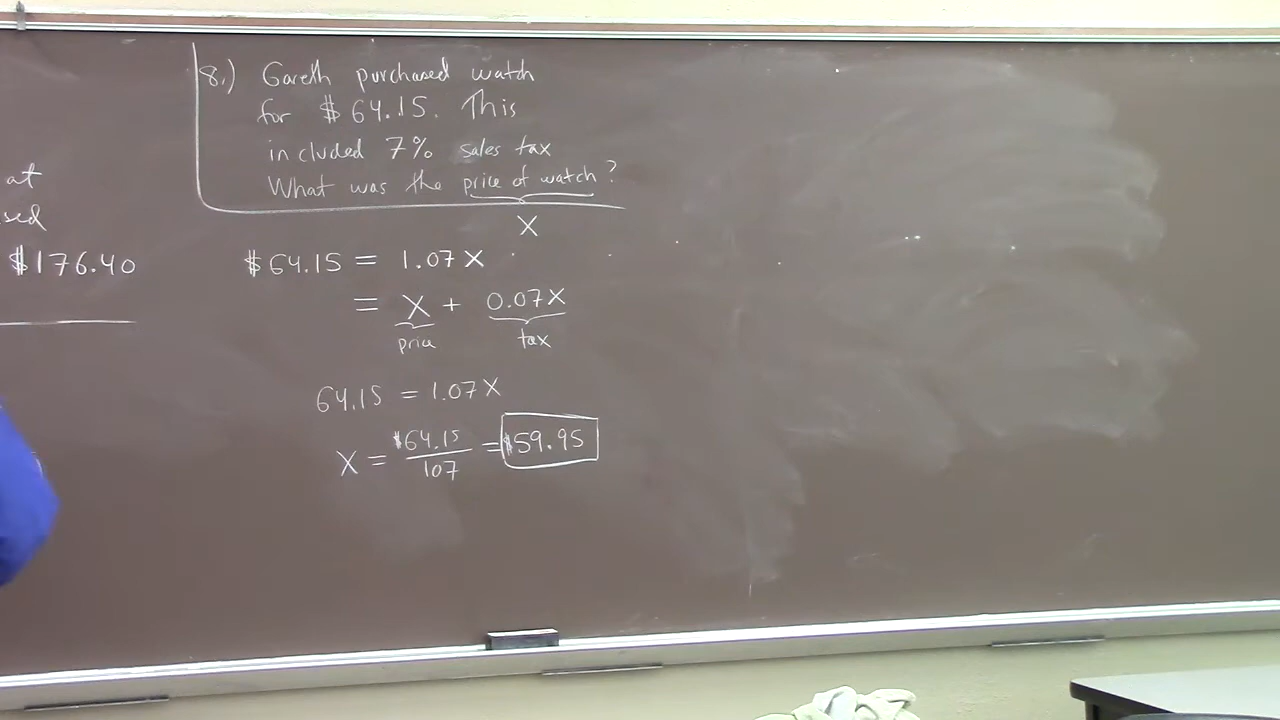 at
sed
$176.40
8.) Gareth purchased watch
for $64.15. This
included 7% sales tax
What was the price of watch?
X
$64.15 = 1.07X
= X + 0.07X
price tax
64.15 = 1.07X
X = $64.15/107 = $59.95